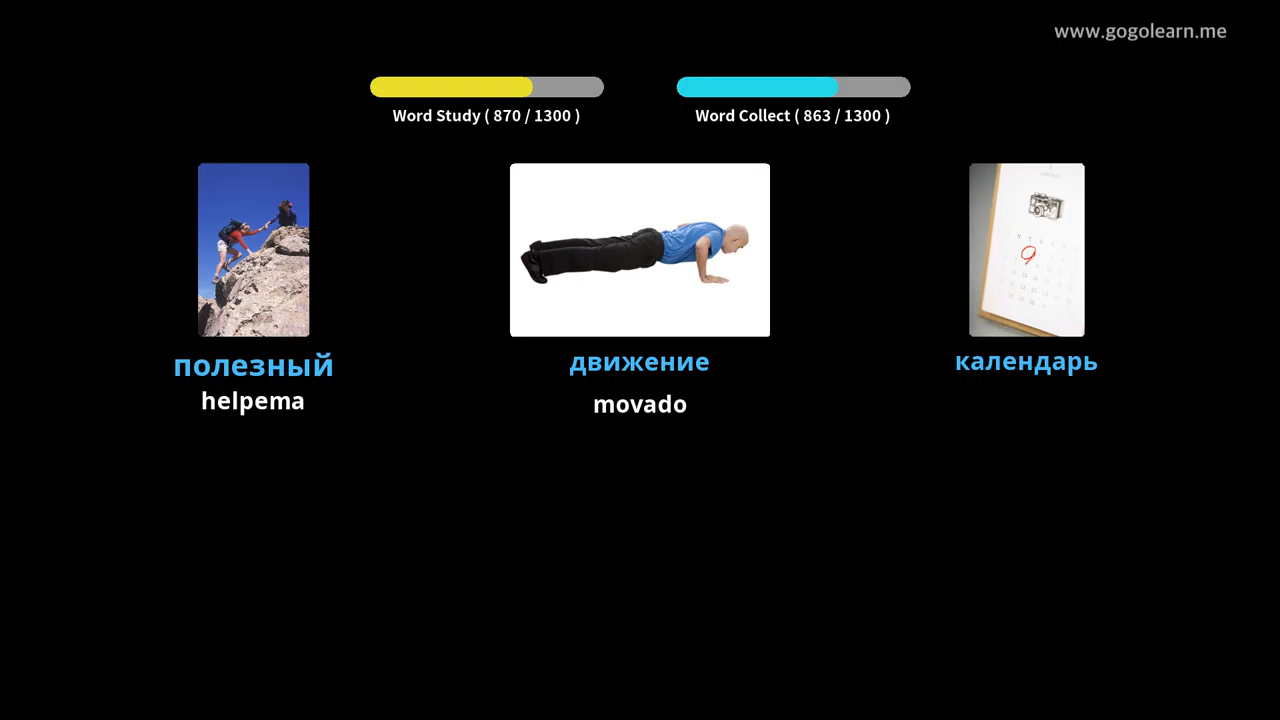 www.gogolearn.me
Word Study ( 870 / 1300 )
Word Collect ( 863 / 1300 )
полезный
движение
календарь
helpema
movado